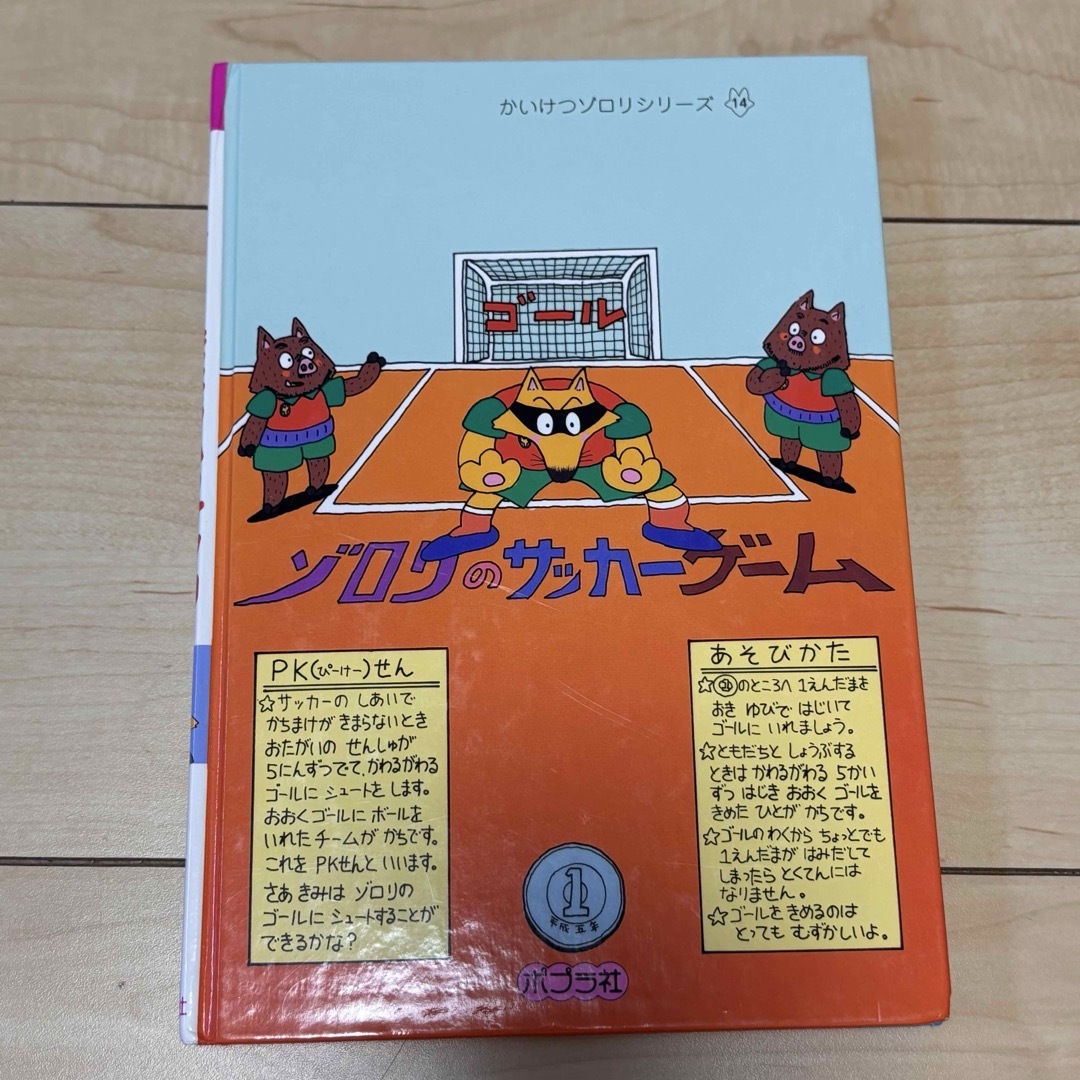 かいけつゾロリシリーズ 14
ゴール
ゾロリのサッカーゲーム
PK(ぴーけー)せん
☆サッカーの しあいで
かちまけが きまらないとき
おたがいの せんしゅが
5にんずつでて、かわるがわる
ゴールに シュートを します。
おおくゴールに ボールを
いれた チームが かちです。
これを PKせんと いいます。
さあ きみは ゾロリの
ゴールに シュートすることが
できるかな？
あそびかた
☆①のところへ 1えんだまを
おき ゆびで はじいて
ゴールに いれましょう。
☆ともだちと しょうぶする
ときは かわるがわる 5かい
ずつ はじき おおく ゴールを
きめた ひとが かちです。
☆ゴールの わくから ちょっとでも
1えんだまが はみだして
しまったら とくてんには
なりません。
☆ゴールを きめるのは
とっても むずかしいよ。
1
平成五年
ポプラ社